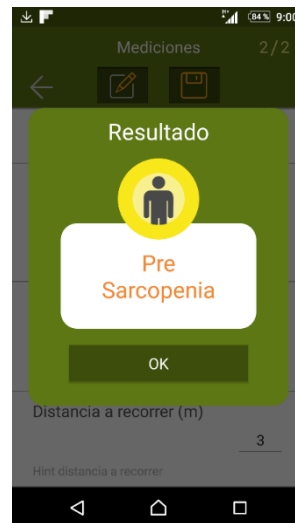 84% 9:00
Mediciones 2/2
Resultado
Pre
Sarcopenia
OK
Distancia a recorrer (m)
3
Hint distancia a recorrer